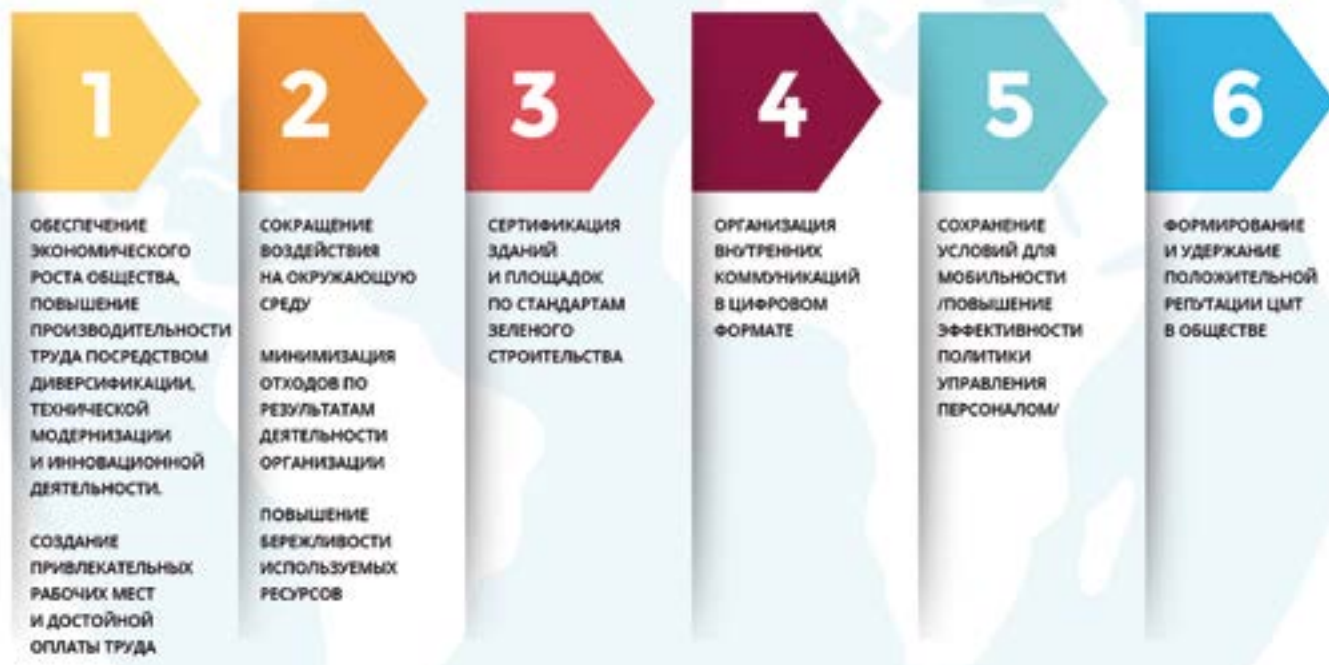 1
ОБЕСПЕЧЕНИЕ
ЭКОНОМИЧЕСКОГО
РОСТА ОБЩЕСТВА,
ПОВЫШЕНИЕ
ПРОИЗВОДИТЕЛЬНОСТИ
ТРУДА ПОСРЕДСТВОМ
ДИВЕРСИФИКАЦИИ,
ТЕХНИЧЕСКОЙ
МОДЕРНИЗАЦИИ
И ИННОВАЦИОННОЙ
ДЕЯТЕЛЬНОСТИ.
СОЗДАНИЕ
ПРИВЛЕКАТЕЛЬНЫХ
РАБОЧИХ МЕСТ
И ДОСТОЙНОЙ
ОПЛАТЫ ТРУДА
2
СОКРАЩЕНИЕ
ВОЗДЕЙСТВИЯ
НА ОКРУЖАЮЩУЮ
СРЕДУ
МИНИМИЗАЦИЯ
ОТХОДОВ ПО
РЕЗУЛЬТАТАМ
ДЕЯТЕЛЬНОСТИ
ОРГАНИЗАЦИИ
ПОВЫШЕНИЕ
БЕРЕЖЛИВОСТИ
ИСПОЛЬЗУЕМЫХ
РЕСУРСОВ
3
СЕРТИФИКАЦИЯ
ЗДАНИЙ
И ПЛОЩАДОК
ПО СТАНДАРТАМ
ЗЕЛЕНОГО
СТРОИТЕЛЬСТВА
4
ОРГАНИЗАЦИЯ
ВНУТРЕННИХ
КОММУНИКАЦИЙ
В ЦИФРОВОМ
ФОРМАТЕ
5
СОХРАНЕНИЕ
УСЛОВИЙ ДЛЯ
МОБИЛЬНОСТИ
/ПОВЫШЕНИЕ
ЭФФЕКТИВНОСТИ
ПОЛИТИКИ
УПРАВЛЕНИЯ
ПЕРСОНАЛОМ/
6
ФОРМИРОВАНИЕ
И УДЕРЖАНИЕ
ПОЛОЖИТЕЛЬНОЙ
РЕПУТАЦИИ ЦМТ
В ОБЩЕСТВЕ